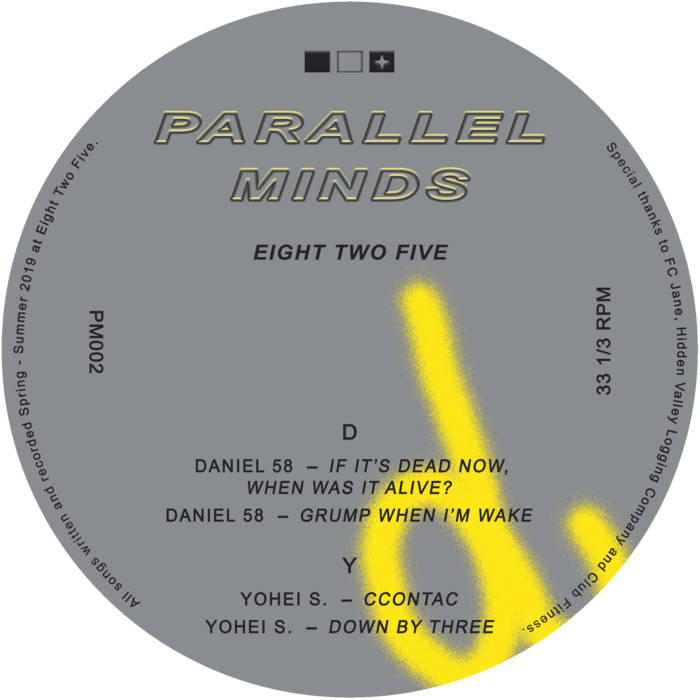 PARALLEL
MINDS
EIGHT TWO FIVE
All songs written and recorded Spring - Summer 2019 at Eight Two Five.
PM002
33 1/3 RPM
Special thanks to FC Jane, Hidden Valley Logging Company and Club Fitness.
D
DANIEL 58 – IF IT'S DEAD NOW,
WHEN WAS IT ALIVE?
DANIEL 58 – GRUMP WHEN I'M WAKE
Y
YOHEI S. – CCONTAC
YOHEI S. – DOWN BY THREE